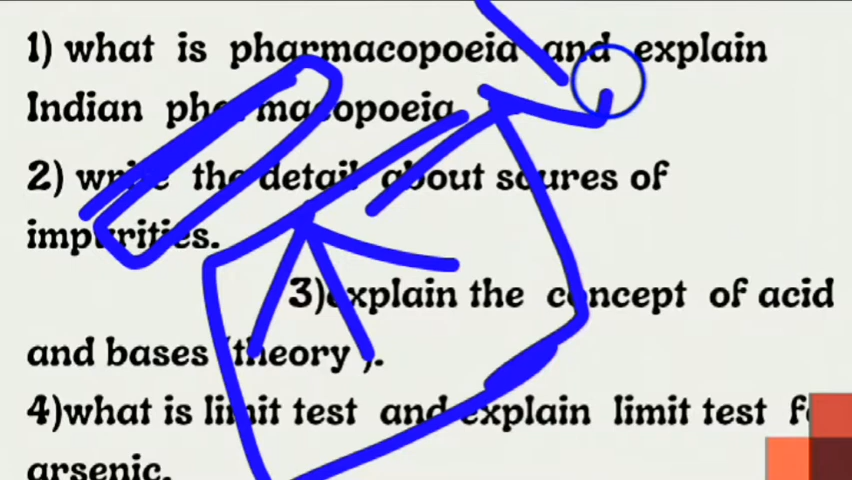 1) what is pharmacopoeia and explain
Indian pharmacopoeia
2) write the detail about soures of
impurities.
3)explain the concept of acid
and bases (theory ).
4)what is limit test and explain limit test
arsenic.